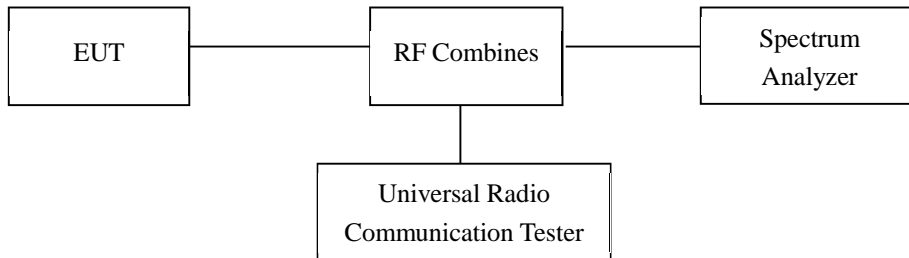 EUT
RF Combines
Spectrum
Analyzer
Universal Radio
Communication Tester